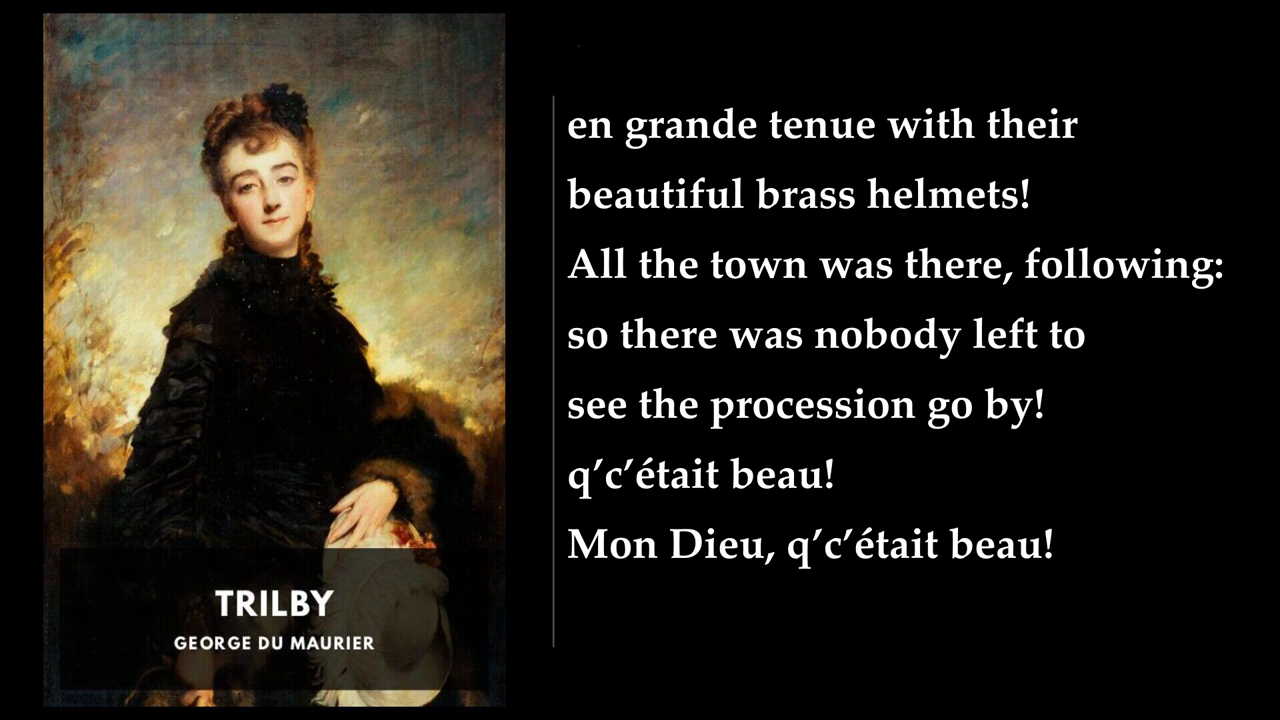 TRILBY
GEORGE DU MAURIER
en grande tenue with their
beautiful brass helmets!
All the town was there, following:
so there was nobody left to
see the procession go by!
q’c’était beau!
Mon Dieu, q’c’était beau!